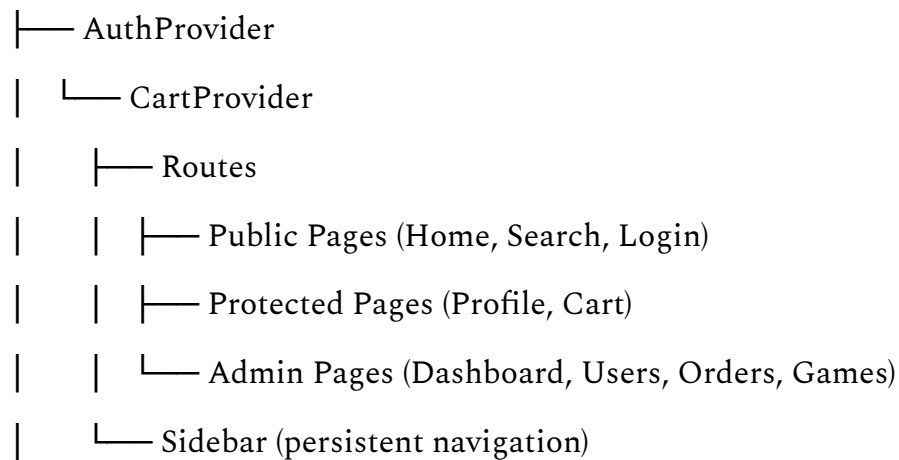 ├── AuthProvider
│   └── CartProvider
│       ├── Routes
│       │   ├── Public Pages (Home, Search, Login)
│       │   ├── Protected Pages (Profile, Cart)
│       │   └── Admin Pages (Dashboard, Users, Orders, Games)
│       └── Sidebar (persistent navigation)